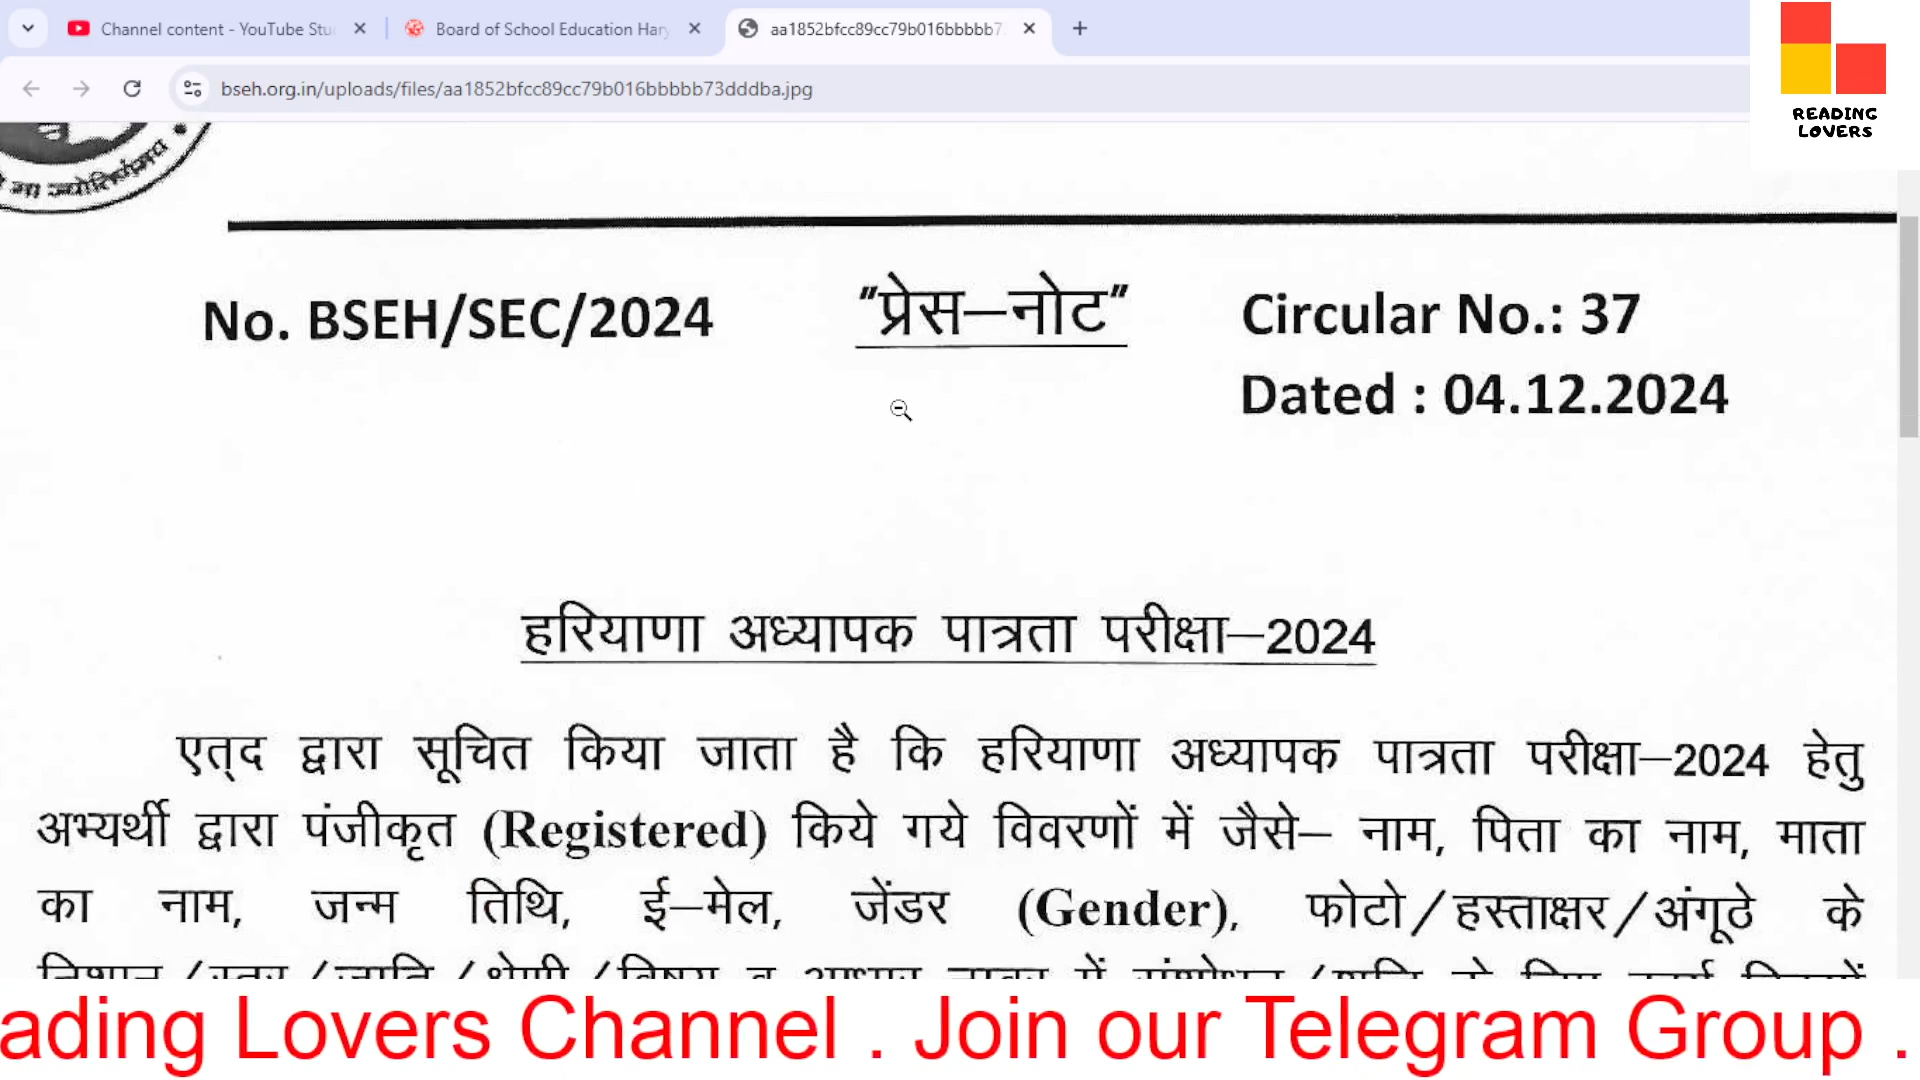 Channel content - YouTube Stu
Board of School Education Har
aa1852bfcc89cc79b016bbbbb7
bseh.org.in/uploads/files/aa1852bfcc89cc79b016bbbbb73dddba.jpg
READING
LOVERS
No. BSEH/SEC/2024 "प्रेस–नोट" Circular No.: 37
Dated : 04.12.2024
हरियाणा अध्यापक पात्रता परीक्षा–2024
एत्द द्वारा सूचित किया जाता है कि हरियाणा अध्यापक पात्रता परीक्षा–2024 हेतु
अभ्यर्थी द्वारा पंजीकृत (Registered) किये गये विवरणों में जैसे– नाम, पिता का नाम, माता
का नाम, जन्म तिथि, ई–मेल, जेंडर (Gender), फोटो/हस्ताक्षर/अंगूठे के
ading Lovers Channel . Join our Telegram Group .